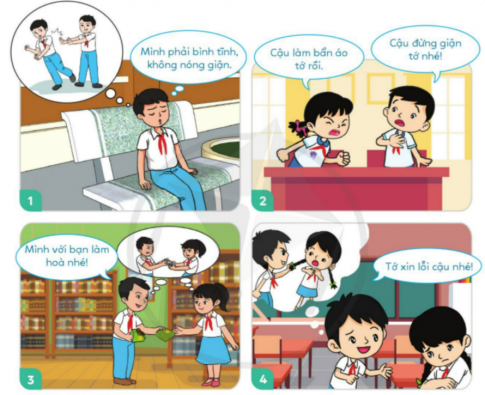 Mình phải bình tĩnh,
không nóng giận.
1
Cậu làm bẩn áo
tớ rồi.
Cậu đừng giận
tớ nhé!
2
Mình với bạn làm
hoà nhé!
3
Tớ xin lỗi cậu nhé!
4